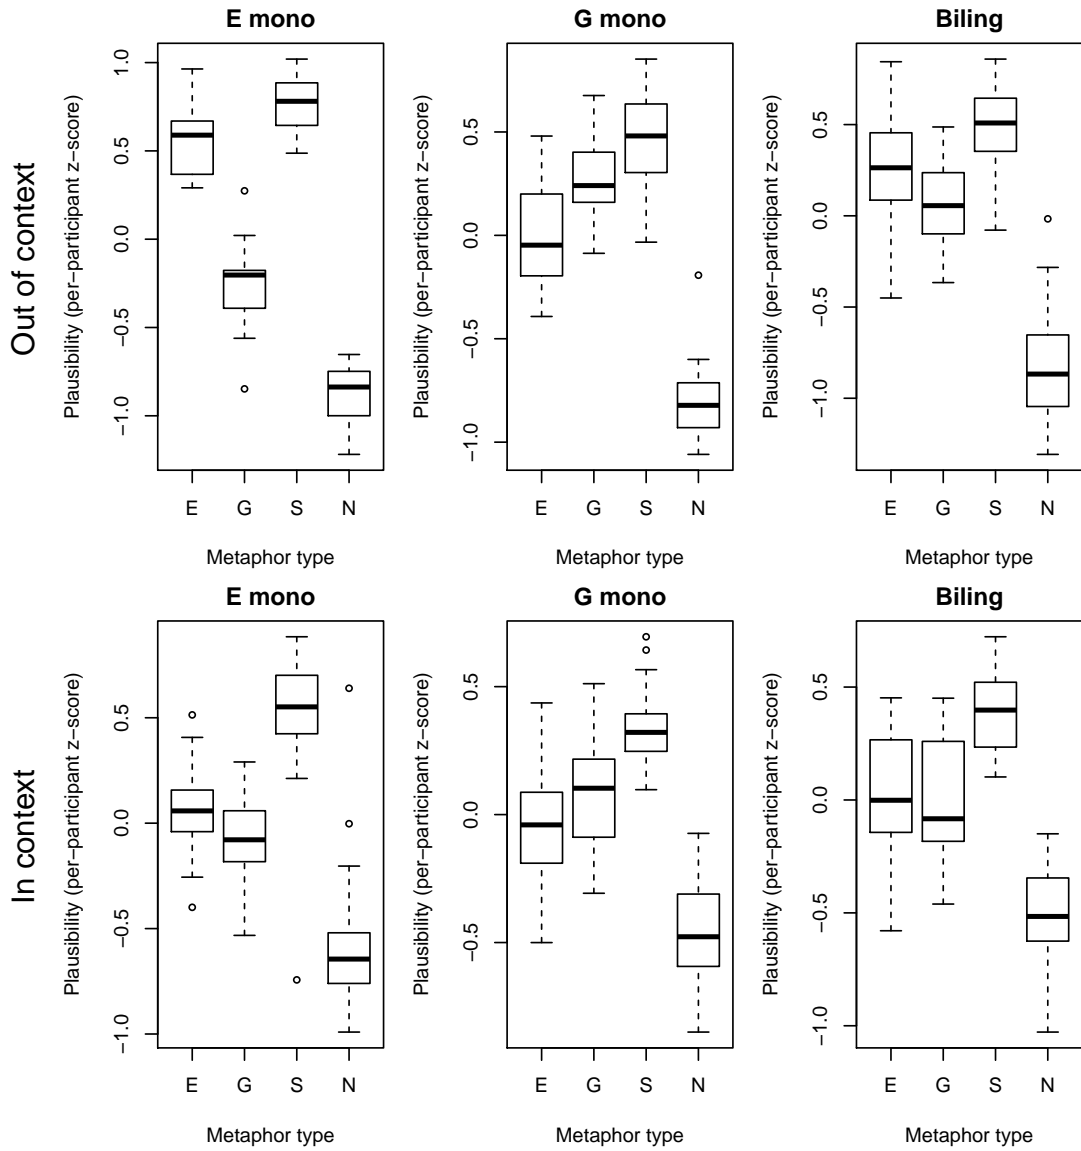 Out of context
E mono
Plausibility (per−participant z−score)
1.0
0.5
0.0
−0.5
−1.0
E G S N
Metaphor type
G mono
Plausibility (per−participant z−score)
0.5
0.0
−0.5
−1.0
E G S N
Metaphor type
Biling
Plausibility (per−participant z−score)
0.5
0.0
−0.5
−1.0
E G S N
Metaphor type
In context
E mono
Plausibility (per−participant z−score)
0.5
0.0
−0.5
−1.0
E G S N
Metaphor type
G mono
Plausibility (per−participant z−score)
0.5
0.0
−0.5
E G S N
Metaphor type
Biling
Plausibility (per−participant z−score)
0.5
0.0
−0.5
−1.0
E G S N
Metaphor type